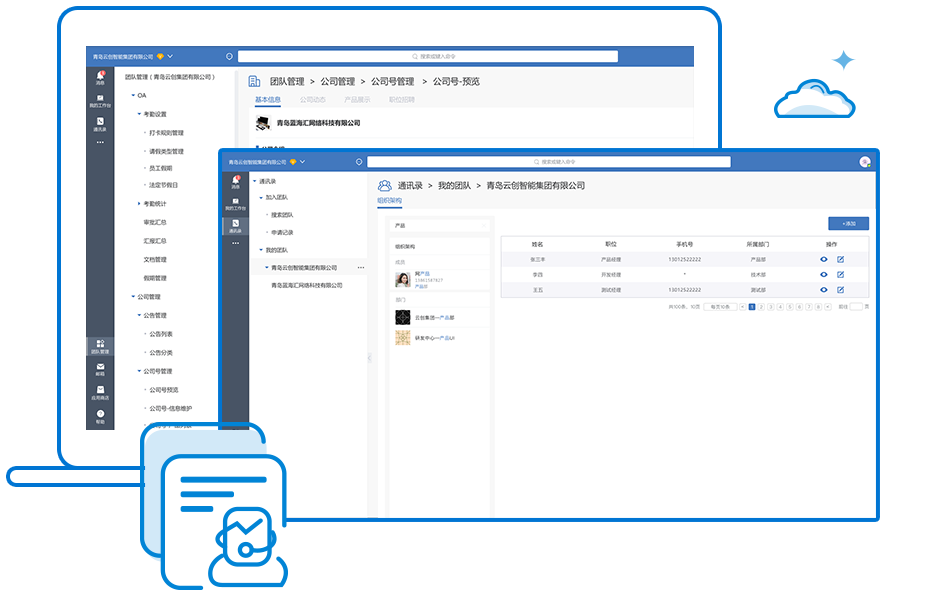 青岛云创智能集团有限公司
搜索或键入命令
消息
我的工作台
通讯录
团队管理
邮箱
应用商店
帮助
团队管理（青岛云创集团有限公司）
OA
考勤设置
打卡规则管理
请假类型管理
员工假期
法定节假日
考勤统计
审批汇总
汇报汇总
文档管理
假期管理
公司管理
公告管理
公告列表
公告分类
公司号管理
公司号预览
公司号-信息维护
团队管理 > 公司管理 > 公司号管理 > 公司号-预览
基本信息 公司动态 产品展示 职位招聘
青岛蓝海汇网络科技有限公司
青岛云创智能集团有限公司
搜索或键入命令
消息
我的工作台
通讯录
通讯录
加入团队
搜索团队
申请记录
我的团队
青岛云创智能集团有限公司
青岛蓝海汇网络科技有限公司
通讯录 > 我的团队 > 青岛云创智能集团有限公司
组织架构
产品
组织架构
成员
产品部
部门
云创集团—产品部
研发中心—产品UI
+添加
姓名 职位 手机号 所属部门 操作
张三丰 产品经理 13012522222 产品部
李四 开发经理 * 技术部
王五 测试经理 13012522222 测试部
共100条，10页 每页10条 < 1 2 3 4 5 6 7 8 > 前往 页